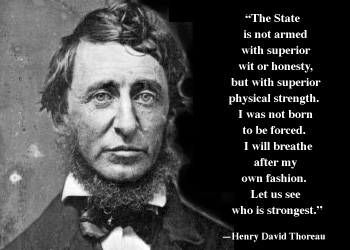 “The State
is not armed
with superior
wit or honesty,
but with superior
physical strength.
I was not born
to be forced.
I will breathe
after my
own fashion.
Let us see
who is strongest.”
—Henry David Thoreau